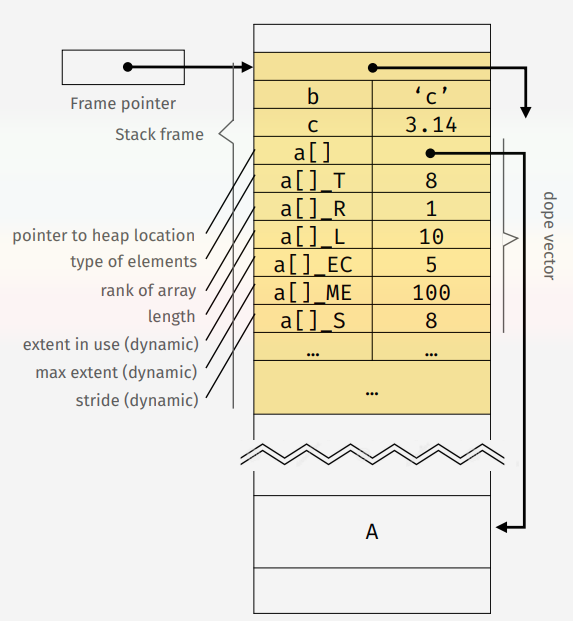 Frame pointer
Stack frame
b ‘c’
c 3.14
a[]
a[]_T 8
a[]_R 1
a[]_L 10
a[]_EC 5
a[]_ME 100
a[]_S 8
… …
…
pointer to heap location
type of elements
rank of array
length
extent in use (dynamic)
max extent (dynamic)
stride (dynamic)
dope vector
A